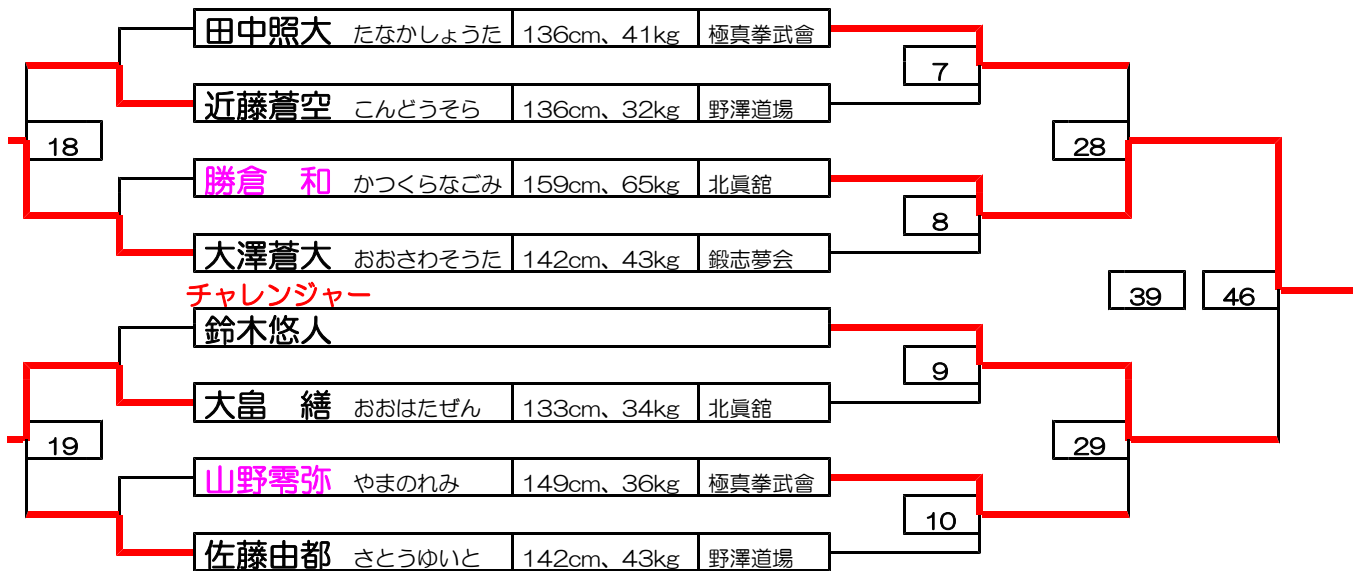 田中照大 たなかしょうた 136cm、41kg 極真拳武會
7
近藤蒼空 こんどうそら 136cm、32kg 野澤道場
18
28
勝倉 和 かつくらなごみ 159cm、65kg 北眞舘
8
大澤蒼大 おおさわそうた 142cm、43kg 鍛志夢会
チャレンジャー
39 46
鈴木悠人
9
大畠 繕 おおはたぜん 133cm、34kg 北眞舘
19
29
山野零弥 やまのれみ 149cm、36kg 極真拳武會
10
佐藤由都 さとうゆいと 142cm、43kg 野澤道場